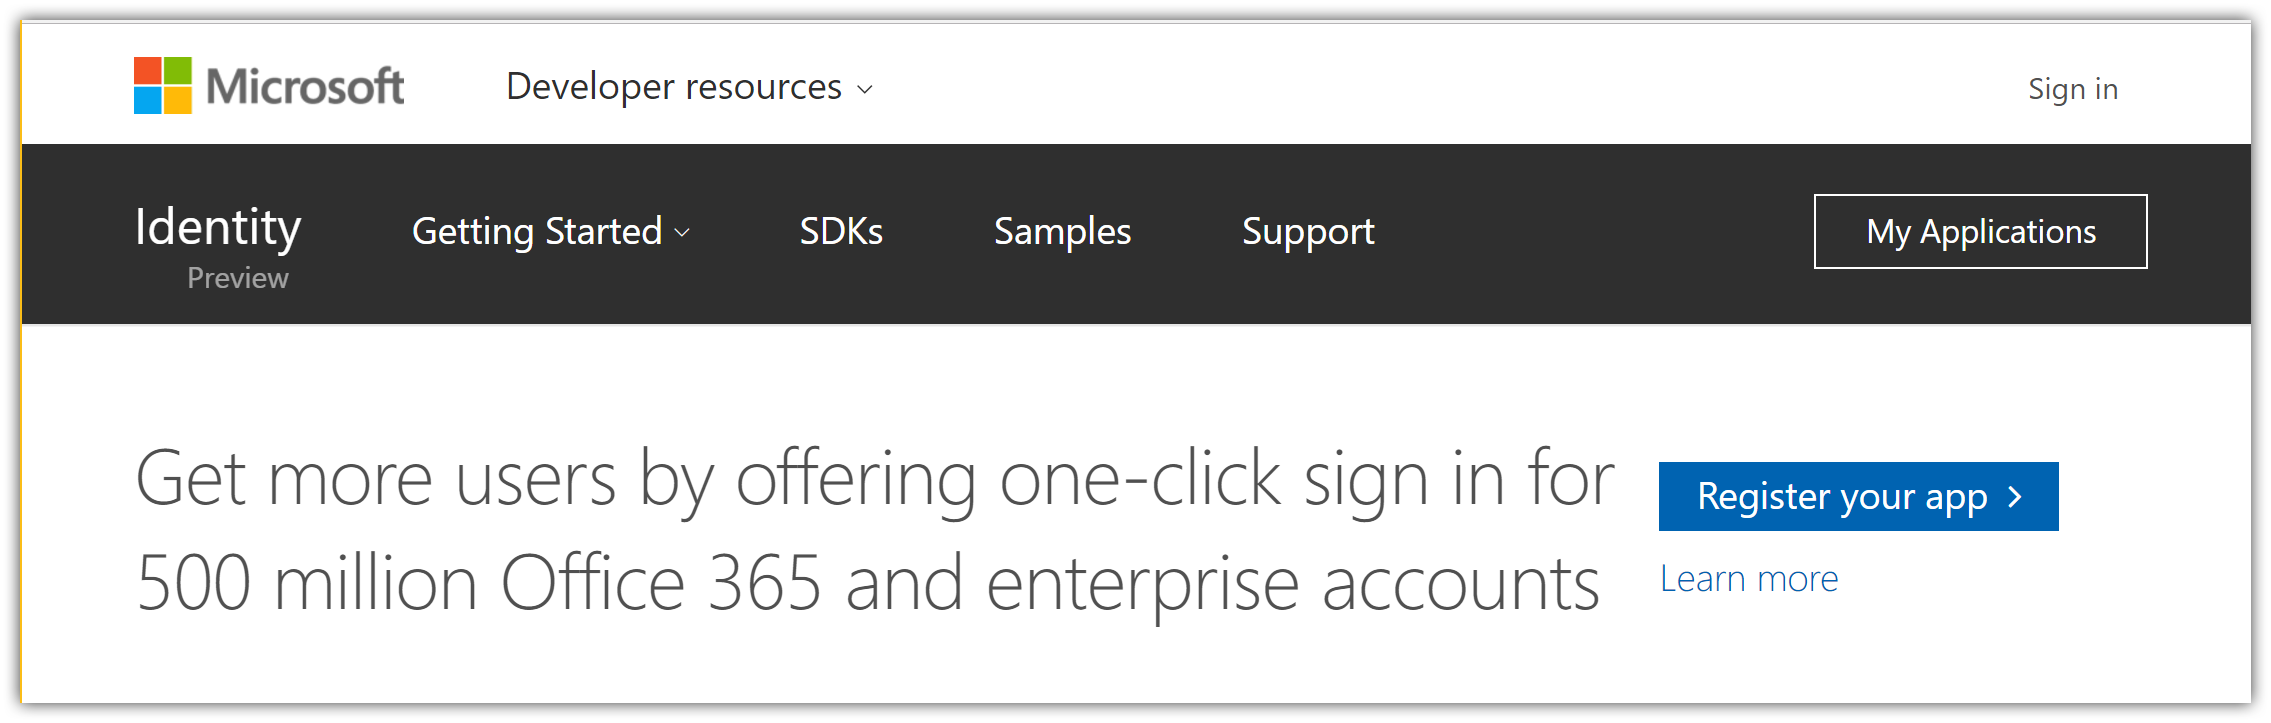 Microsoft Developer resources Sign in
Identity Getting Started SDKs Samples Support My Applications
Preview
Get more users by offering one-click sign in for
500 million Office 365 and enterprise accounts
Register your app
Learn more